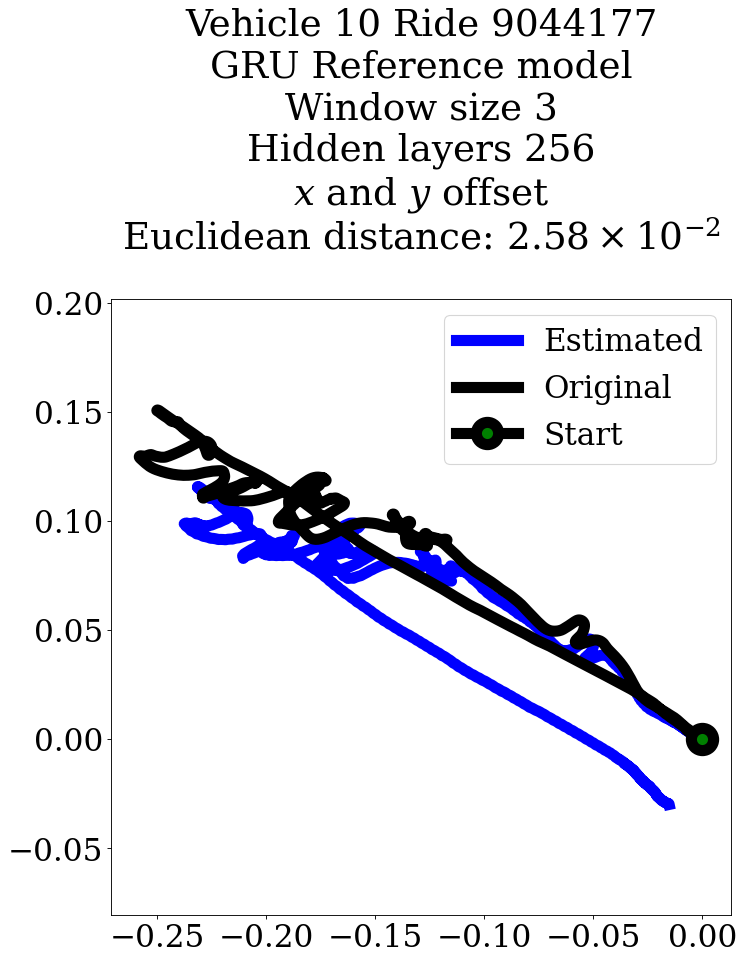 Vehicle 10 Ride 9044177
GRU Reference model
Window size 3
Hidden layers 256
x and y offset
Euclidean distance: 2.58 × 10⁻²
Estimated
Original
Start
0.20
0.15
0.10
0.05
0.00
−0.05
−0.25 −0.20 −0.15 −0.10 −0.05 0.00